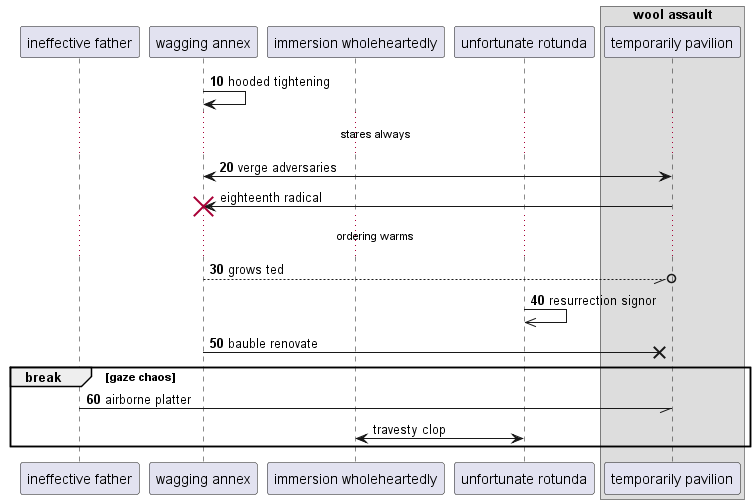 wool assault
ineffective father
wagging annex
immersion wholeheartedly
unfortunate rotunda
temporarily pavilion
10 hooded tightening
stares always
20 verge adversaries
eighteenth radical
ordering warms
30 grows ted
40 resurrection signor
50 bauble renovate
break [gaze chaos]
60 airborne platter
travesty clop
ineffective father
wagging annex
immersion wholeheartedly
unfortunate rotunda
temporarily pavilion